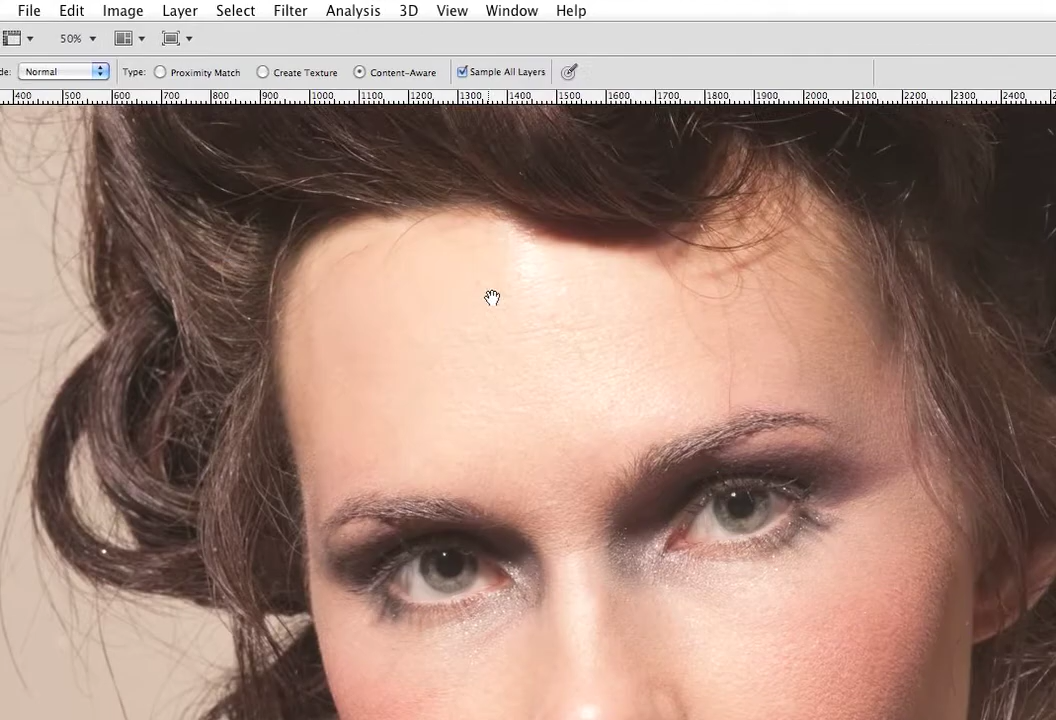 File Edit Image Layer Select Filter Analysis 3D View Window Help
50%
de: Normal Type: Proximity Match Create Texture Content-Aware Sample All Layers
400 500 600 700 800 900 1000 1100 1200 1300 1400 1500 1600 1700 1800 1900 2000 2100 2200 2300 2400 2